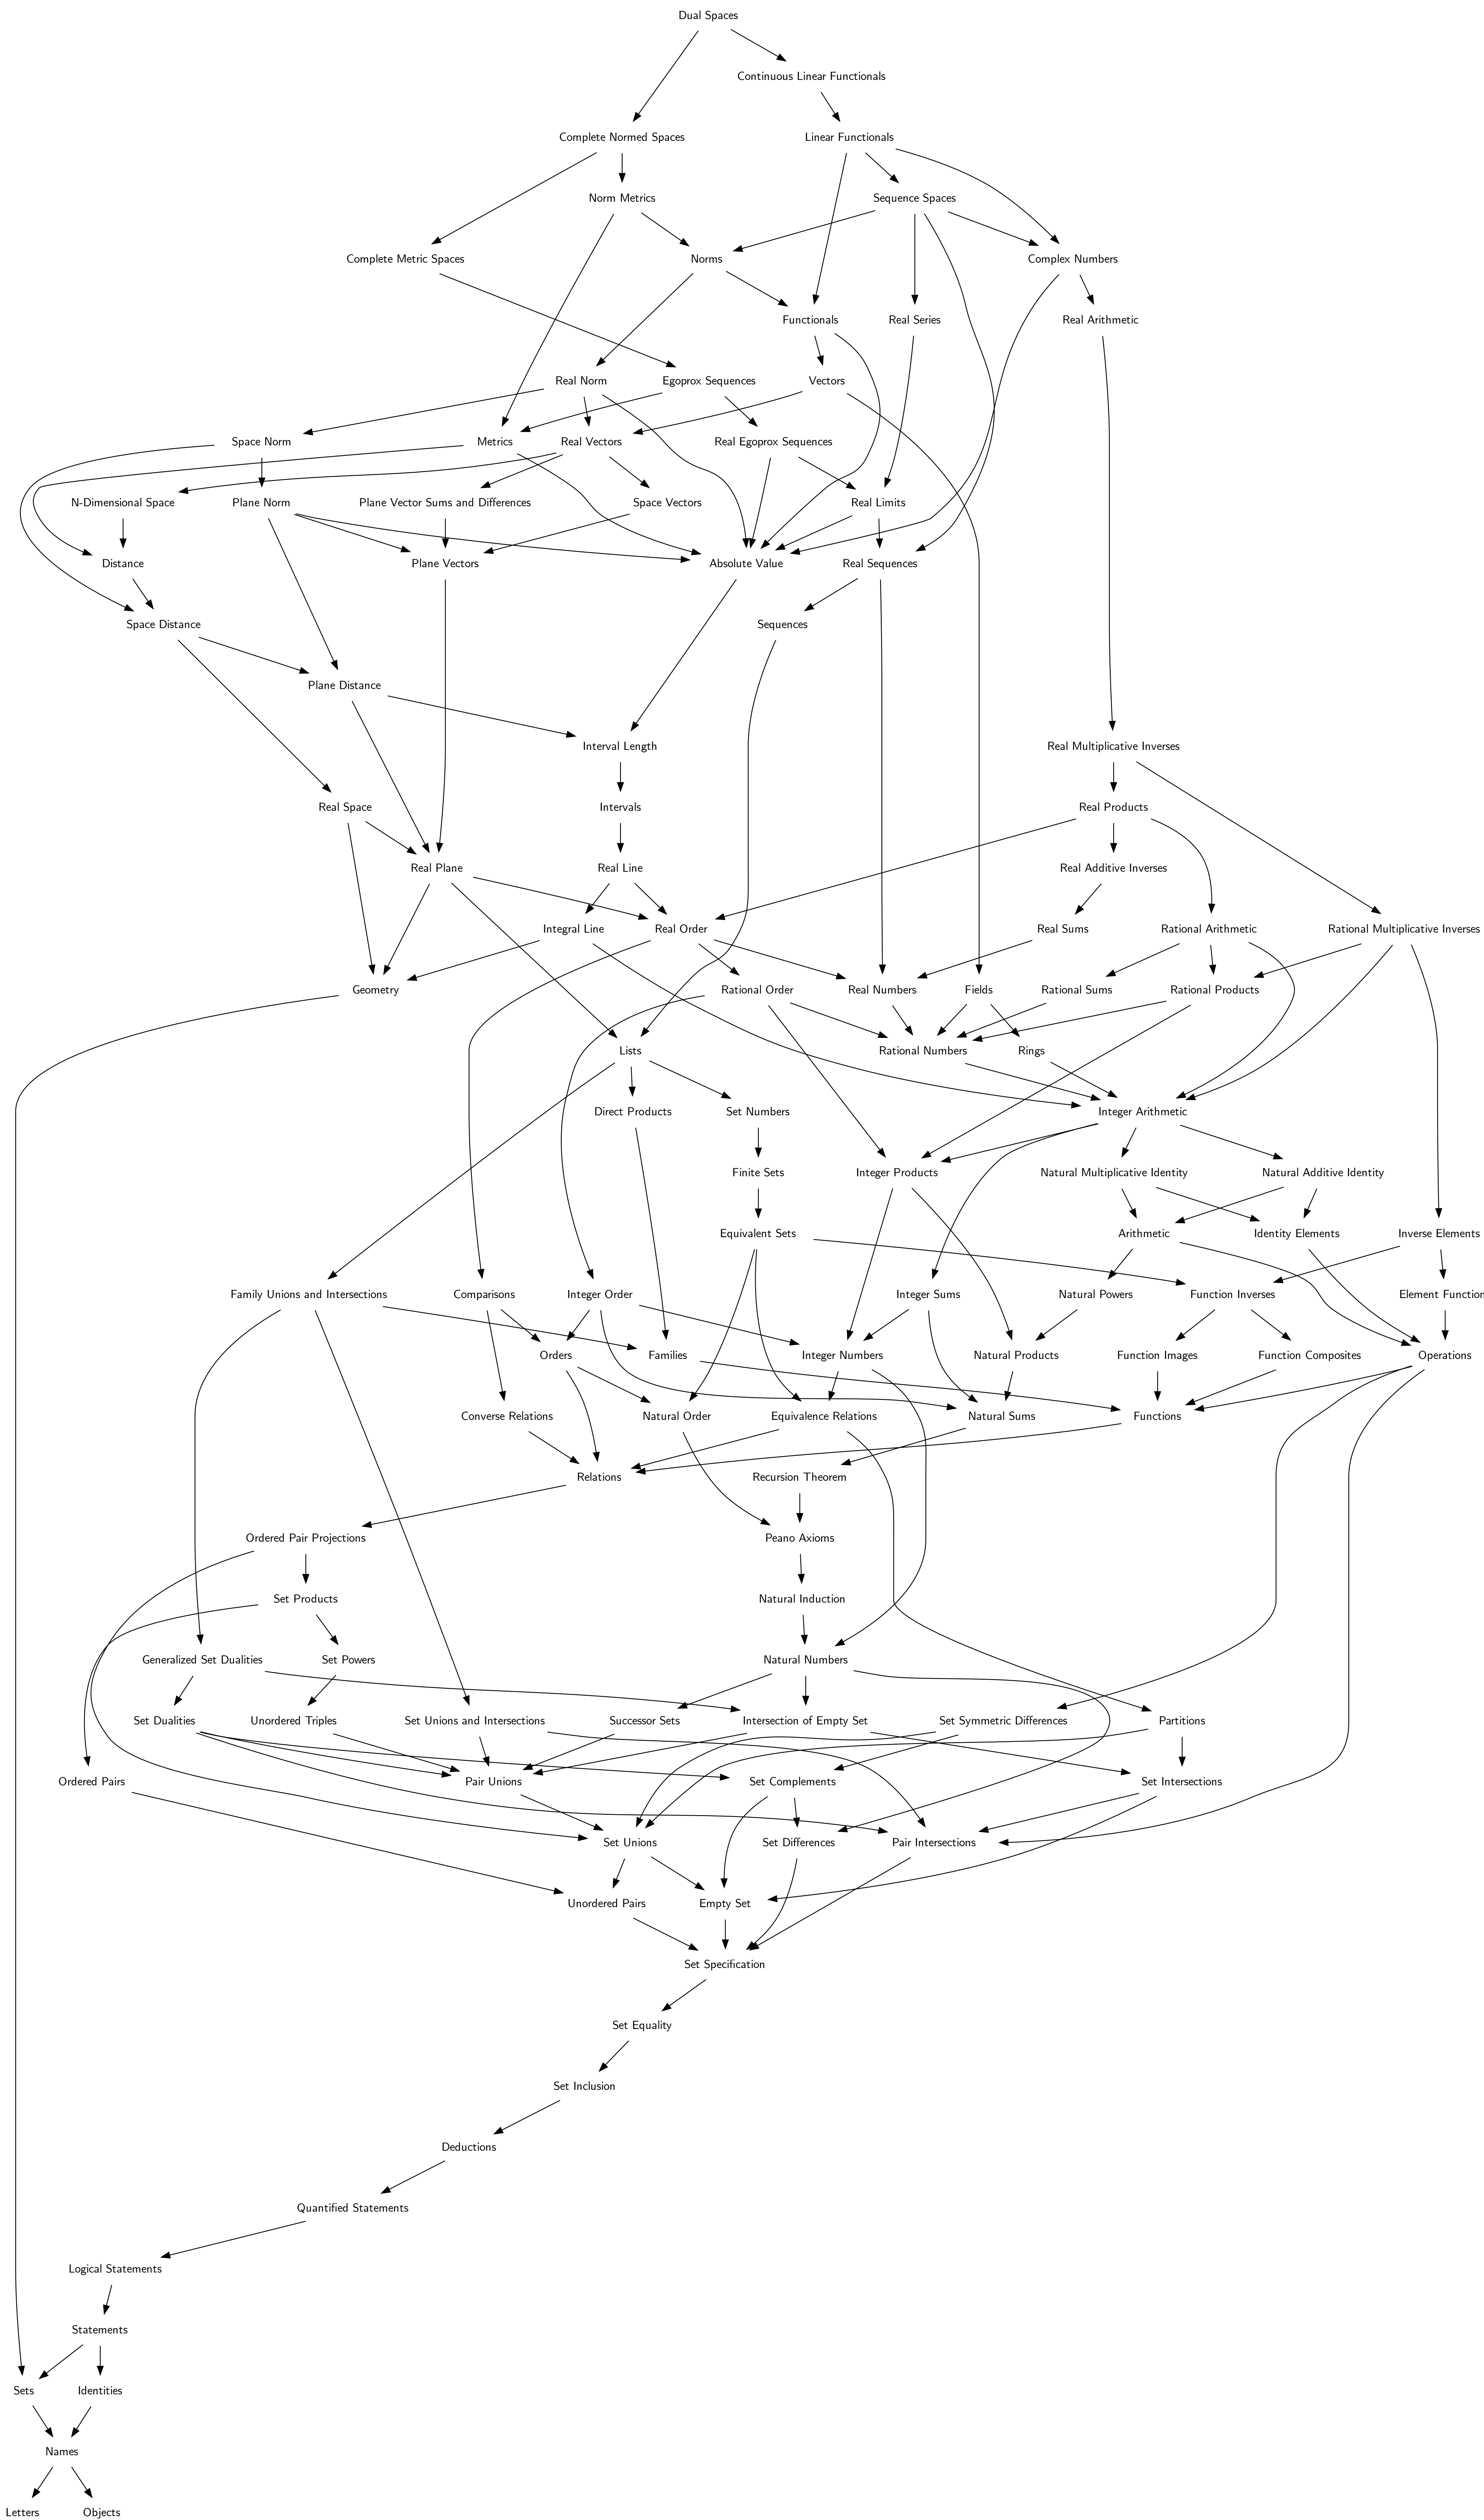 Dual Spaces
Continuous Linear Functionals
Complete Normed Spaces
Linear Functionals
Norm Metrics
Sequence Spaces
Complete Metric Spaces
Norms
Complex Numbers
Functionals
Real Series
Real Arithmetic
Real Norm
Egoprox Sequences
Vectors
Space Norm
Metrics
Real Vectors
Real Egoprox Sequences
N-Dimensional Space
Plane Norm
Plane Vector Sums and Differences
Space Vectors
Real Limits
Distance
Plane Vectors
Absolute Value
Real Sequences
Space Distance
Sequences
Plane Distance
Interval Length
Real Multiplicative Inverses
Real Space
Intervals
Real Products
Real Plane
Real Line
Real Additive Inverses
Integral Line
Real Order
Real Sums
Rational Arithmetic
Rational Multiplicative Inverses
Geometry
Rational Order
Real Numbers
Fields
Rational Sums
Rational Products
Lists
Rational Numbers
Rings
Direct Products
Set Numbers
Integer Arithmetic
Finite Sets
Integer Products
Natural Multiplicative Identity
Natural Additive Identity
Equivalent Sets
Arithmetic
Identity Elements
Inverse Elements
Family Unions and Intersections
Comparisons
Integer Order
Integer Sums
Natural Powers
Function Inverses
Element Function
Orders
Families
Integer Numbers
Natural Products
Function Images
Function Composites
Operations
Converse Relations
Natural Order
Equivalence Relations
Natural Sums
Functions
Relations
Recursion Theorem
Ordered Pair Projections
Peano Axioms
Set Products
Natural Induction
Generalized Set Dualities
Set Powers
Natural Numbers
Set Dualities
Unordered Triples
Set Unions and Intersections
Successor Sets
Intersection of Empty Set
Set Symmetric Differences
Partitions
Ordered Pairs
Pair Unions
Set Complements
Set Intersections
Set Unions
Set Differences
Pair Intersections
Unordered Pairs
Empty Set
Set Specification
Set Equality
Set Inclusion
Deductions
Quantified Statements
Logical Statements
Statements
Sets
Identities
Names
Letters
Objects